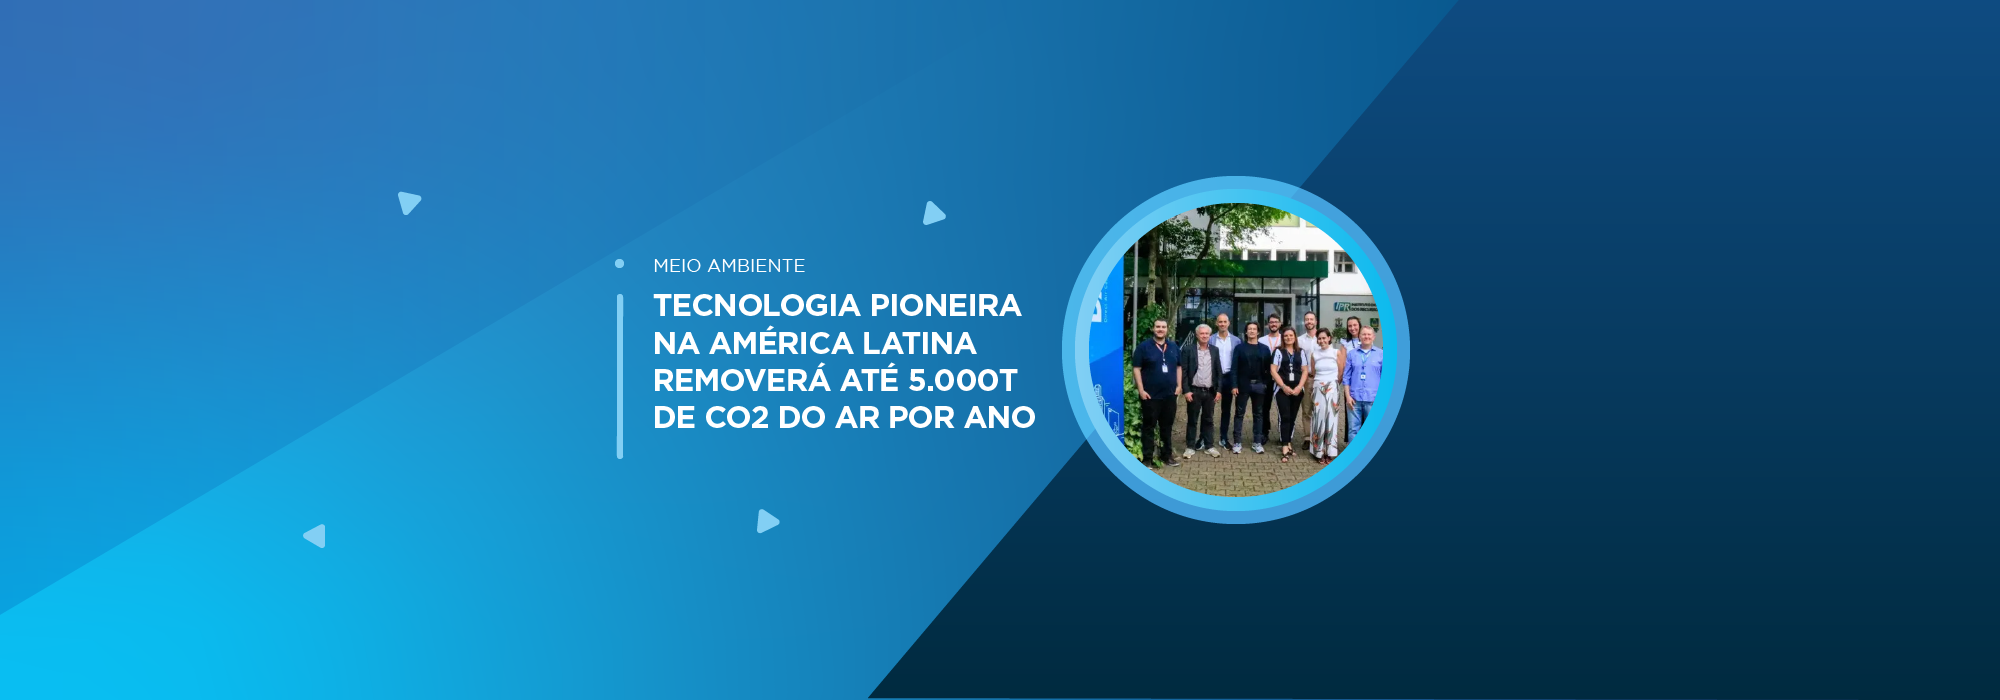 MEIO AMBIENTE
TECNOLOGIA PIONEIRA
NA AMÉRICA LATINA
REMOVERÁ ATÉ 5.000T
DE CO2 DO AR POR ANO